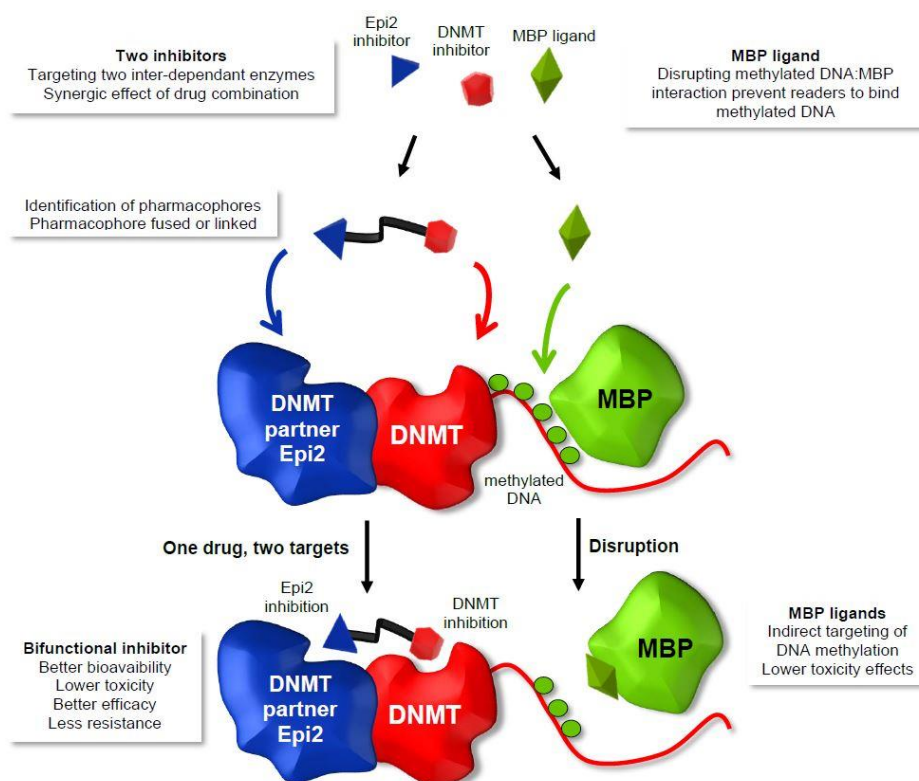 Epi2
inhibitor
DNMT
inhibitor
MBP ligand
Two inhibitors
Targeting two inter-dependant enzymes
Synergic effect of drug combination
MBP ligand
Disrupting methylated DNA:MBP
interaction prevent readers to bind
methylated DNA
Identification of pharmacophores
Pharmacophore fused or linked
DNMT
partner
Epi2
DNMT
MBP
methylated
DNA
One drug, two targets
Disruption
Epi2
inhibition
DNMT
inhibition
Bifunctional inhibitor
Better bioavaibility
Lower toxicity
Better efficacy
Less resistance
DNMT
partner
Epi2
DNMT
MBP
MBP ligands
Indirect targeting of
DNA methylation
Lower toxicity effects